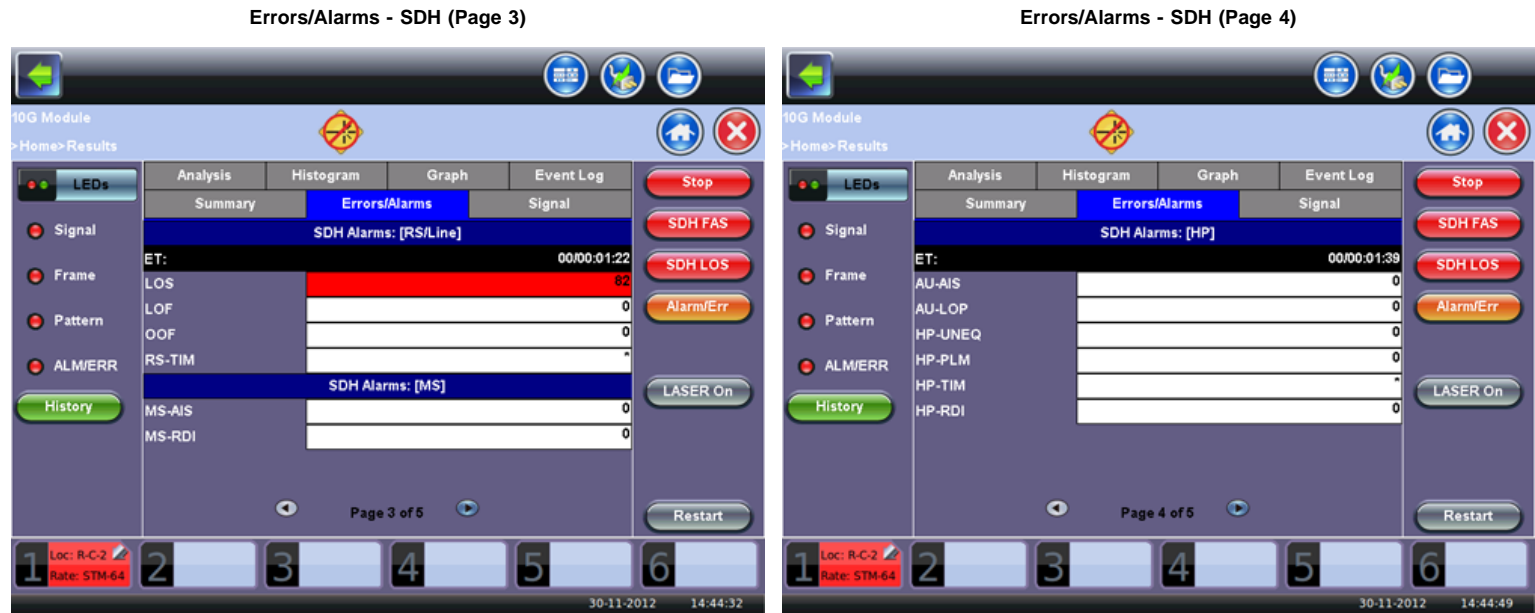 Errors/Alarms - SDH (Page 3)
10G Module
>Home>Results
LEDs
Signal
Frame
Pattern
ALM/ERR
History
Analysis Histogram Graph Event Log
Summary Errors/Alarms Signal
SDH Alarms: [RS/Line]
ET: 00/00:01:22
LOS 82
LOF 0
OOF 0
RS-TIM *
SDH Alarms: [MS]
MS-AIS 0
MS-RDI 0
Page 3 of 5
Stop
SDH FAS
SDH LOS
Alarm/Err
LASER On
Restart
1 Loc: R-C-2
Rate: STM-64
2
3
4
5
6
30-11-2012 14:44:32
Errors/Alarms - SDH (Page 4)
10G Module
>Home>Results
LEDs
Signal
Frame
Pattern
ALM/ERR
History
Analysis Histogram Graph Event Log
Summary Errors/Alarms Signal
SDH Alarms: [HP]
ET: 00/00:01:39
AU-AIS 0
AU-LOP 0
HP-UNEQ 0
HP-PLM 0
HP-TIM *
HP-RDI 0
Page 4 of 5
Stop
SDH FAS
SDH LOS
Alarm/Err
LASER On
Restart
1 Loc: R-C-2
Rate: STM-64
2
3
4
5
6
30-11-2012 14:44:49